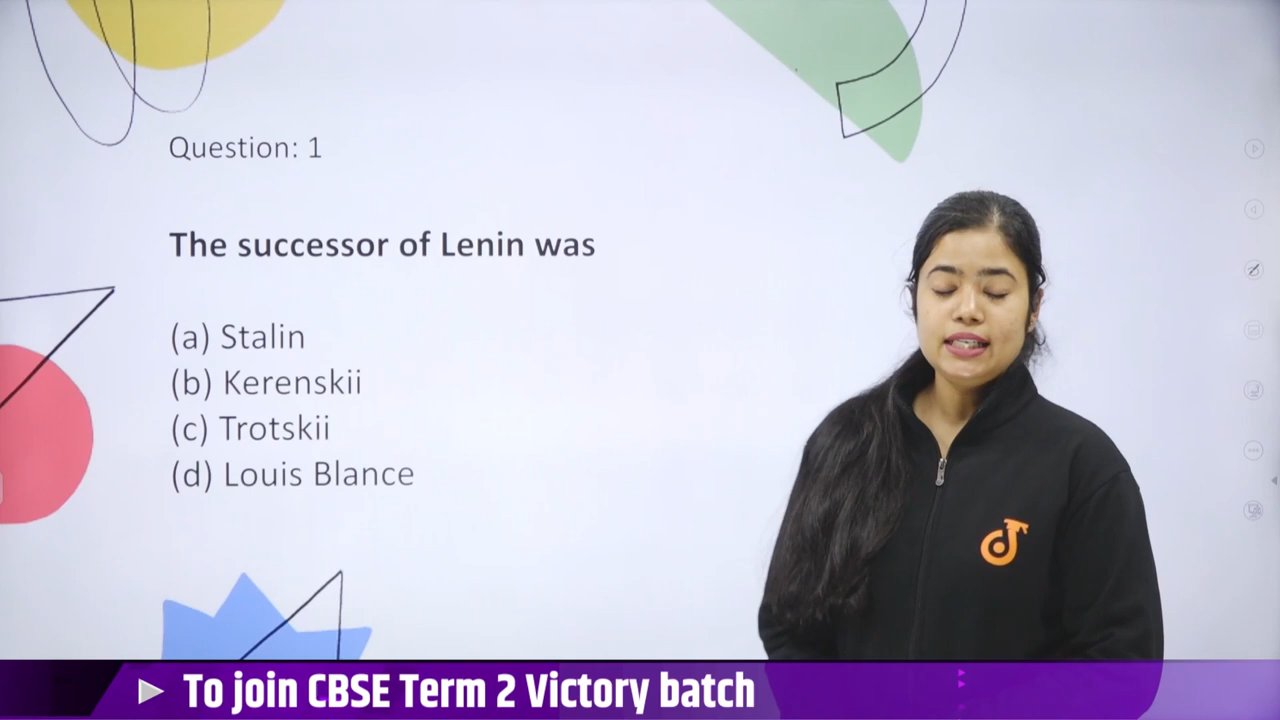 Question: 1
The successor of Lenin was
(a) Stalin
(b) Kerenskii
(c) Trotskii
(d) Louis Blance
To join CBSE Term 2 Victory batch